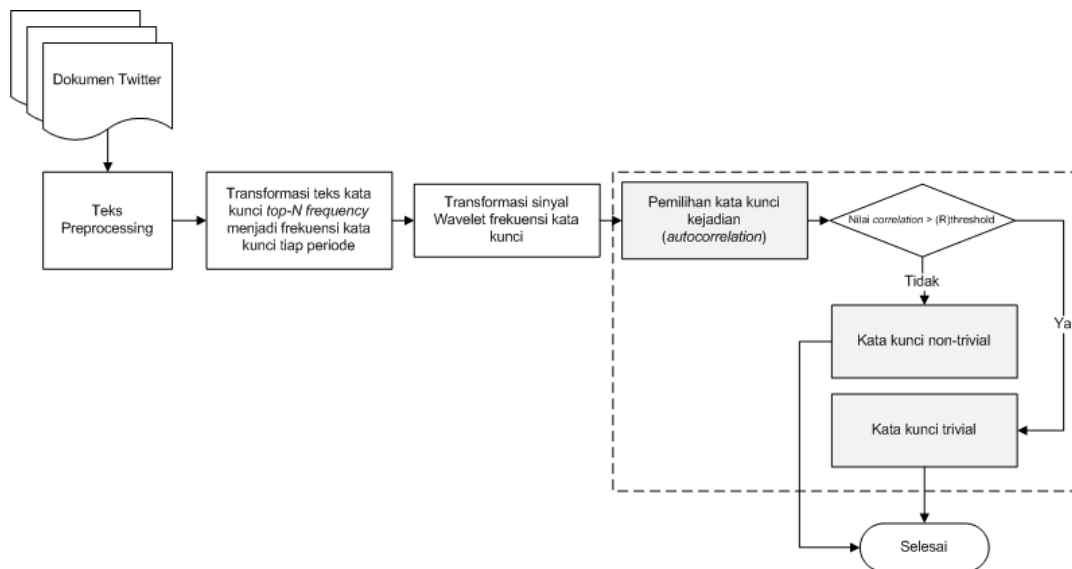 Dokumen Twitter
Teks
Preprocessing
Transformasi teks kata
kunci top-N frequency
menjadi frekuensi kata
kunci tiap periode
Transformasi sinyal
Wavelet frekuensi kata
kunci
Pemilihan kata kunci
kejadian
(autocorrelation)
Nilai correlation > (R)threshold
Tidak
Ya
Kata kunci non-trivial
Kata kunci trivial
Selesai